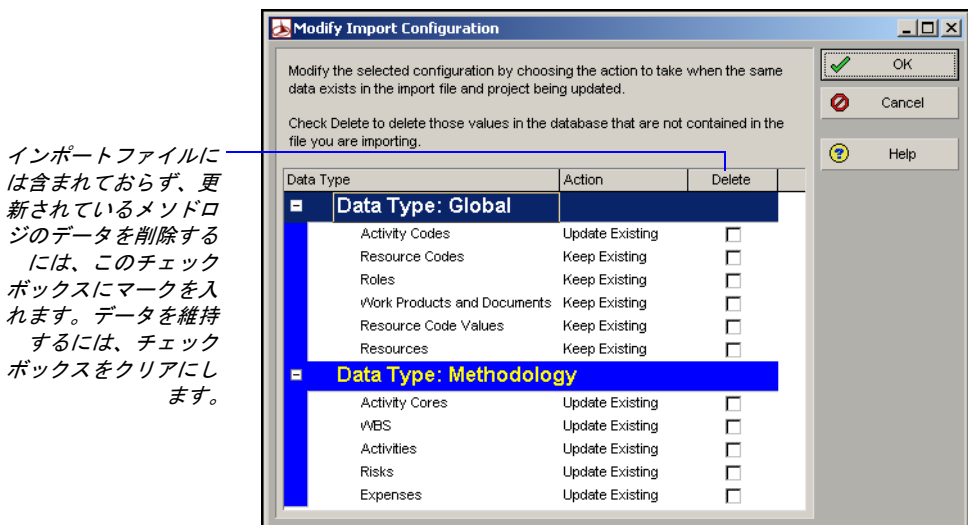 Modify Import Configuration
Modify the selected configuration by choosing the action to take when the same
data exists in the import file and project being updated.
Check Delete to delete those values in the database that are not contained in the
file you are importing.
OK
Cancel
Help
インポートファイルに
は含まれておらず、更
新されているメソドロ
ジのデータを削除する
には、このチェック
ボックスにマークを入
れます。データを維持
するには、チェック
ボックスをクリアにし
ます。
Data Type Action Delete
Data Type: Global
Activity Codes Update Existing
Resource Codes Keep Existing
Roles Keep Existing
Work Products and Documents Keep Existing
Resource Code Values Keep Existing
Resources Keep Existing
Data Type: Methodology
Activity Cores Update Existing
WBS Update Existing
Activities Update Existing
Risks Update Existing
Expenses Update Existing